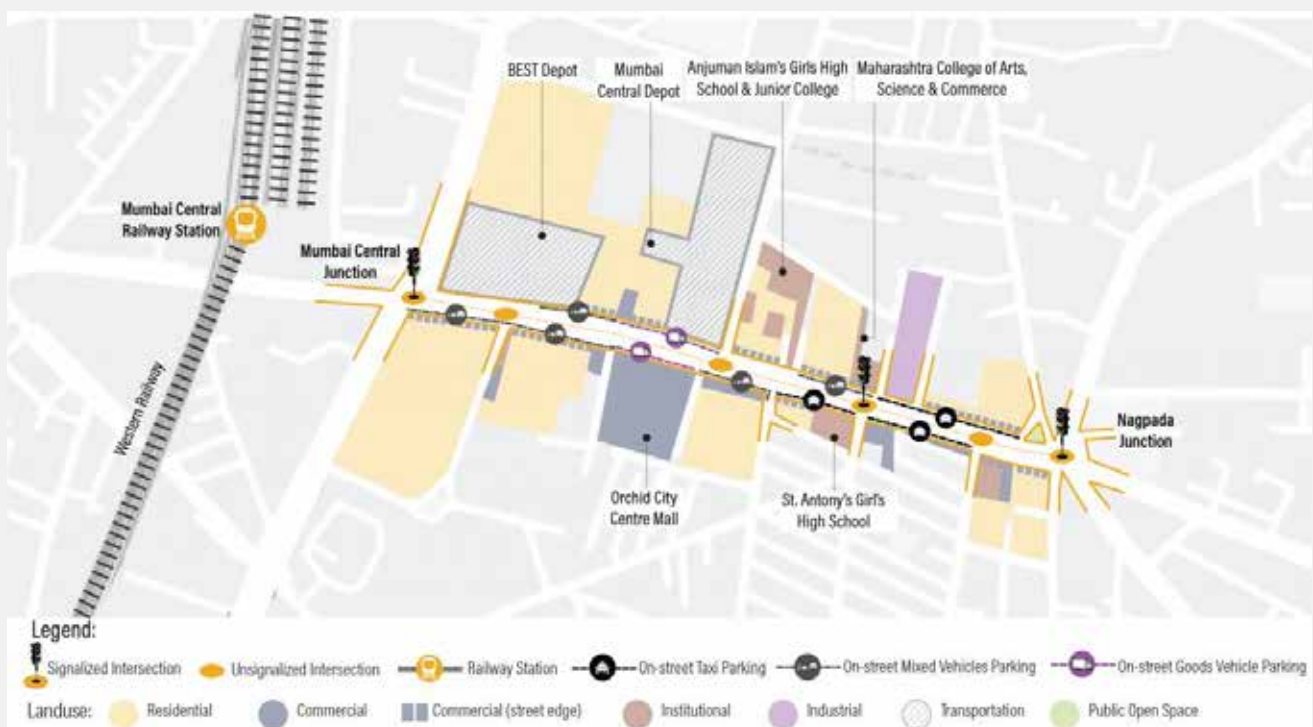 BEST Depot
Mumbai
Central Depot
Anjuman Islam's Girls High
School & Junior College
Maharashtra College of Arts,
Science & Commerce
Mumbai Central
Railway Station
Mumbai Central
Junction
Western Railway
Nagpada
Junction
Orchid City
Centre Mall
St. Antony's Girl's
High School
Legend:
Signalized Intersection
Unsignalized Intersection
Railway Station
On-street Taxi Parking
On-street Mixed Vehicles Parking
On-street Goods Vehicle Parking
Landuse:
Residential
Commercial
Commercial (street edge)
Institutional
Industrial
Transportation
Public Open Space